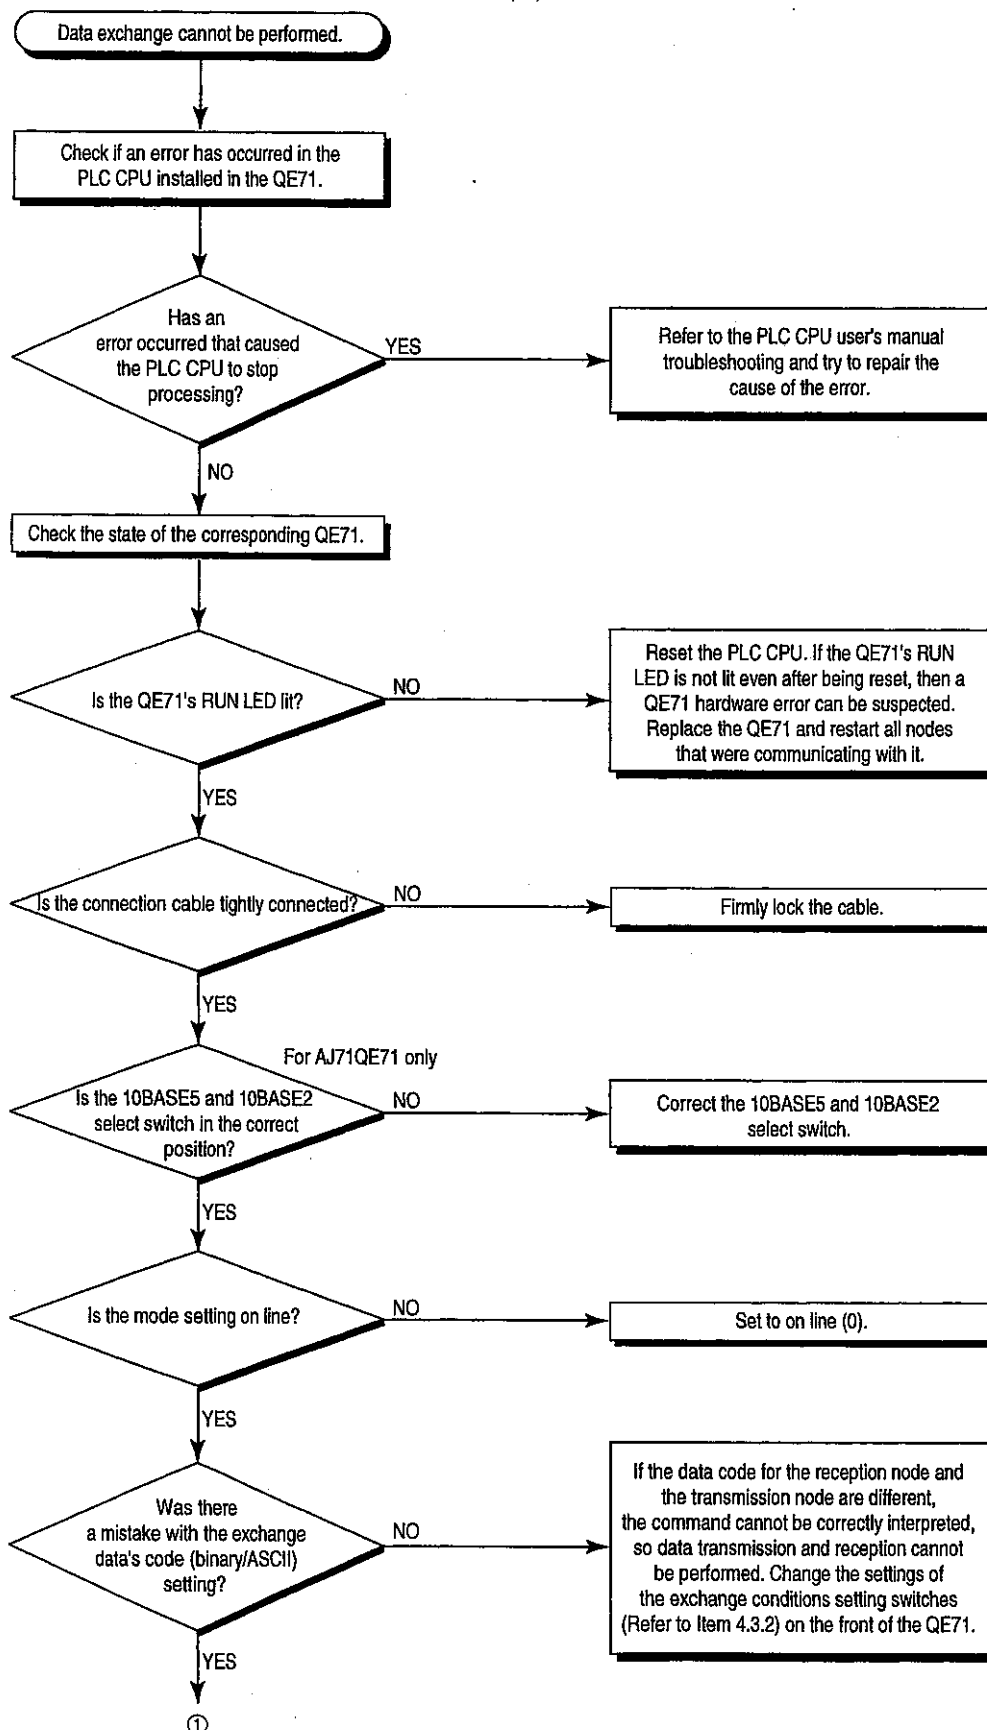 Data exchange cannot be performed.
Check if an error has occurred in the
PLC CPU installed in the QE71.
Has an
error occurred that caused
the PLC CPU to stop
processing?
YES
Refer to the PLC CPU user's manual
troubleshooting and try to repair the
cause of the error.
NO
Check the state of the corresponding QE71.
Is the QE71's RUN LED lit?
NO
Reset the PLC CPU. If the QE71's RUN
LED is not lit even after being reset, then a
QE71 hardware error can be suspected.
Replace the QE71 and restart all nodes
that were communicating with it.
YES
Is the connection cable tightly connected?
NO
Firmly lock the cable.
YES
For AJ71QE71 only
Is the 10BASE5 and 10BASE2
select switch in the correct
position?
NO
Correct the 10BASE5 and 10BASE2
select switch.
YES
Is the mode setting on line?
NO
Set to on line (0).
YES
Was there
a mistake with the exchange
data's code (binary/ASCII)
setting?
NO
If the data code for the reception node and
the transmission node are different,
the command cannot be correctly interpreted,
so data transmission and reception cannot
be performed. Change the settings of
the exchange conditions setting switches
(Refer to Item 4.3.2) on the front of the QE71.
YES
①